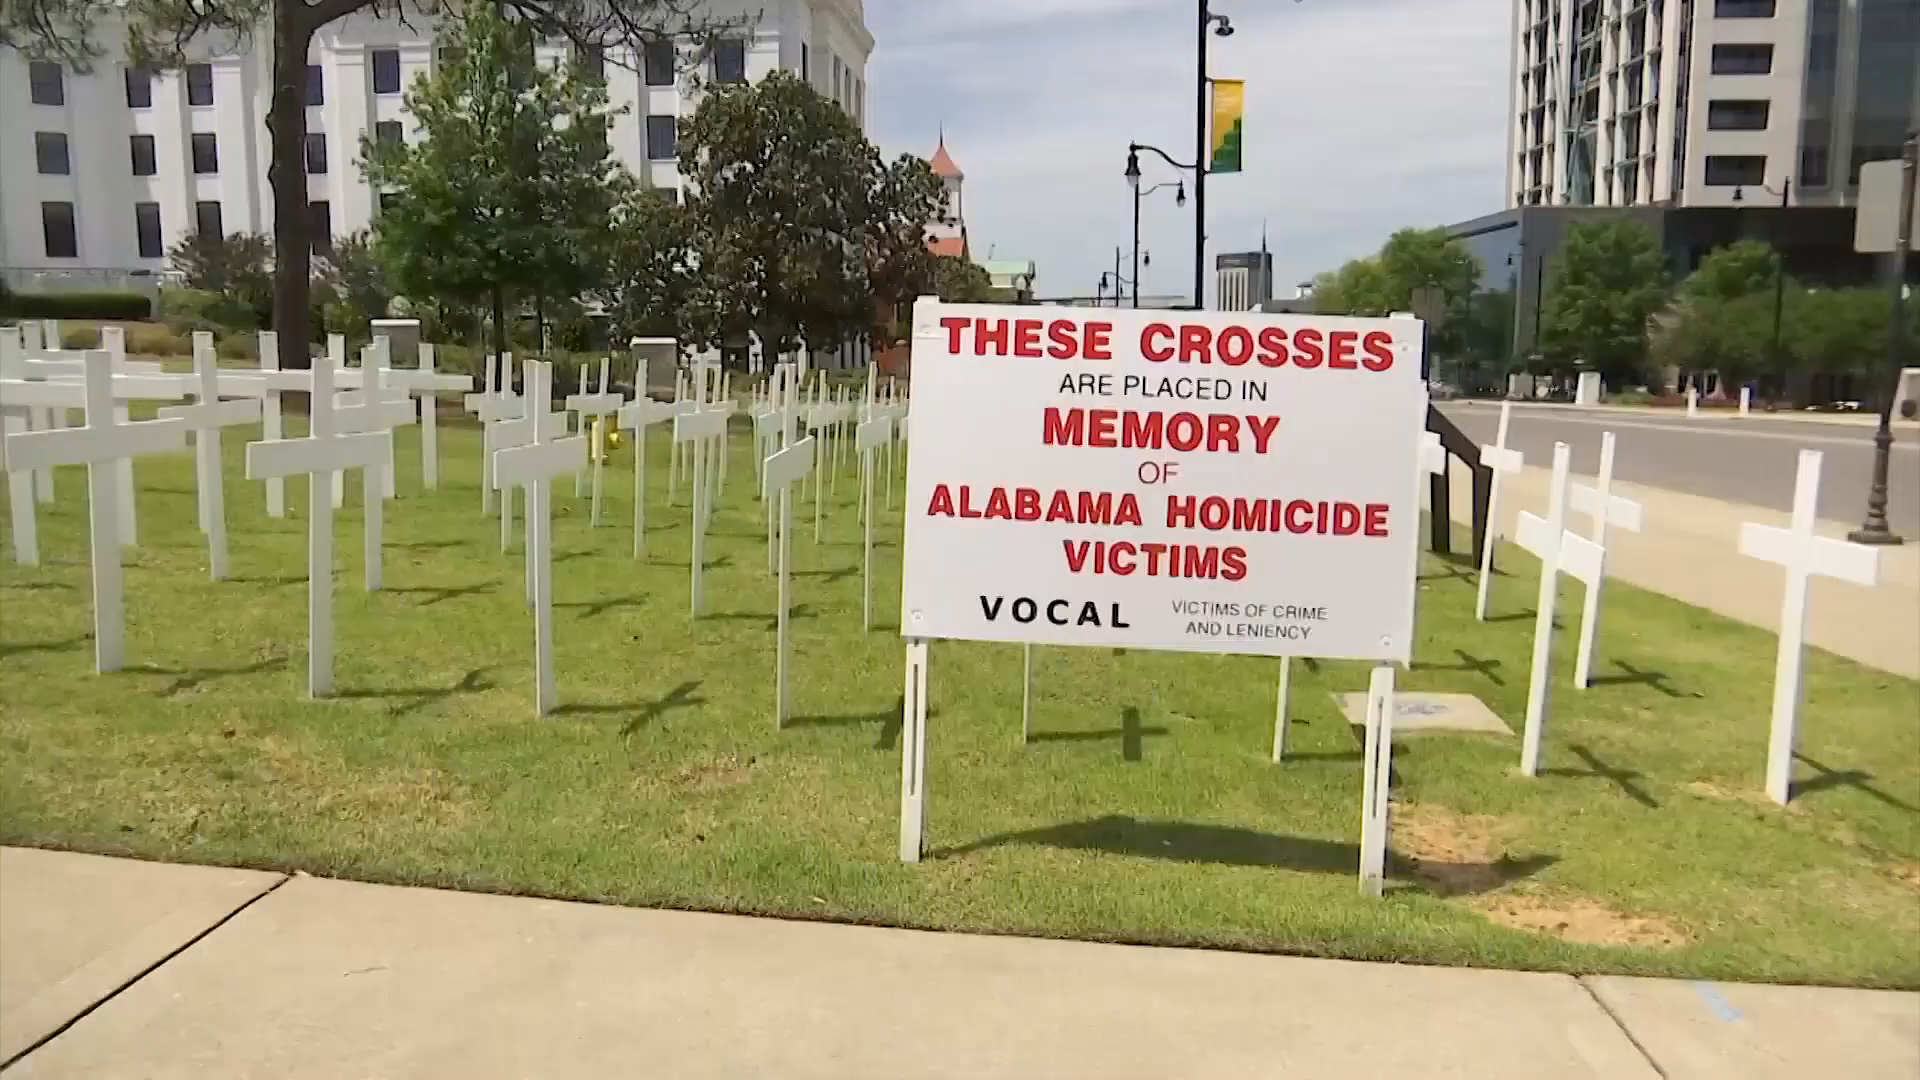 THESE CROSSES
ARE PLACED IN
MEMORY
OF
ALABAMA HOMICIDE
VICTIMS
VOCAL
VICTIMS OF CRIME
AND LENIENCY